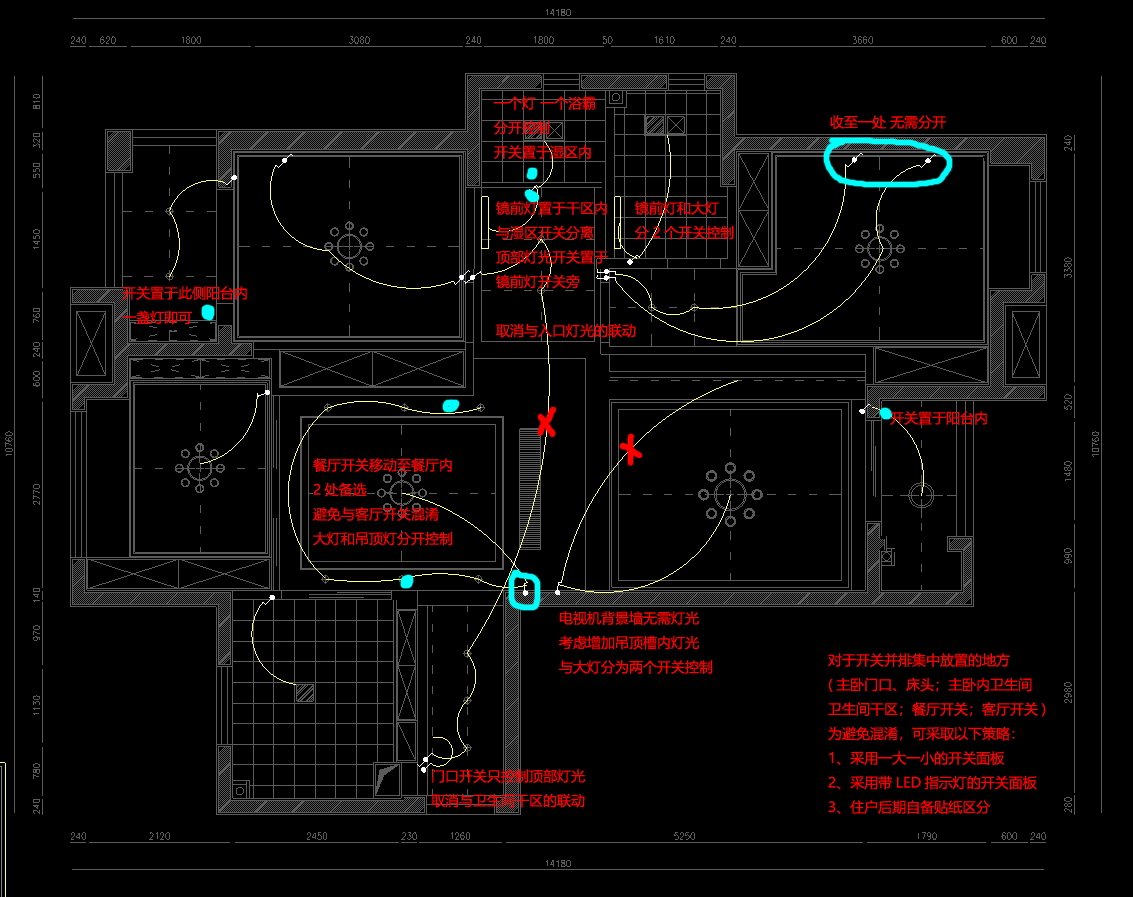 14180
240 620 1800 3080 240 1800 50 1610 240 3660 600 240
810
320
550
1450
760
240
600
10760
2770
140
970
1130
780
240
一个灯 一个浴霸
分开控制
开关置于湿区内
镜前灯置于干区内
与湿区开关分离
顶部灯光开关置于
镜前灯开关旁
取消与入口灯光的联动
镜前灯和大灯
分 2 个开关控制
收至一处 无需分开
240
3380
520
10760
1480
990
2980
280
开关置于此侧阳台内
一盏灯即可
开关置于阳台内
餐厅开关移动至餐厅内
2 处备选
避免与客厅开关混淆
大灯和吊顶灯分开控制
电视机背景墙无需灯光
考虑增加吊顶槽内灯光
与大灯分为两个开关控制
门口开关只控制顶部灯光
取消与卫生间干区的联动
对于开关并排集中放置的地方
( 主卧门口、床头；主卧内卫生间
卫生间干区；餐厅开关；客厅开关 )
为避免混淆，可采取以下策略：
1、采用一大一小的开关面板
2、采用带 LED 指示灯的开关面板
3、住户后期自备贴纸区分
240 2120 2450 230 1260 5250 1790 600 240
14180